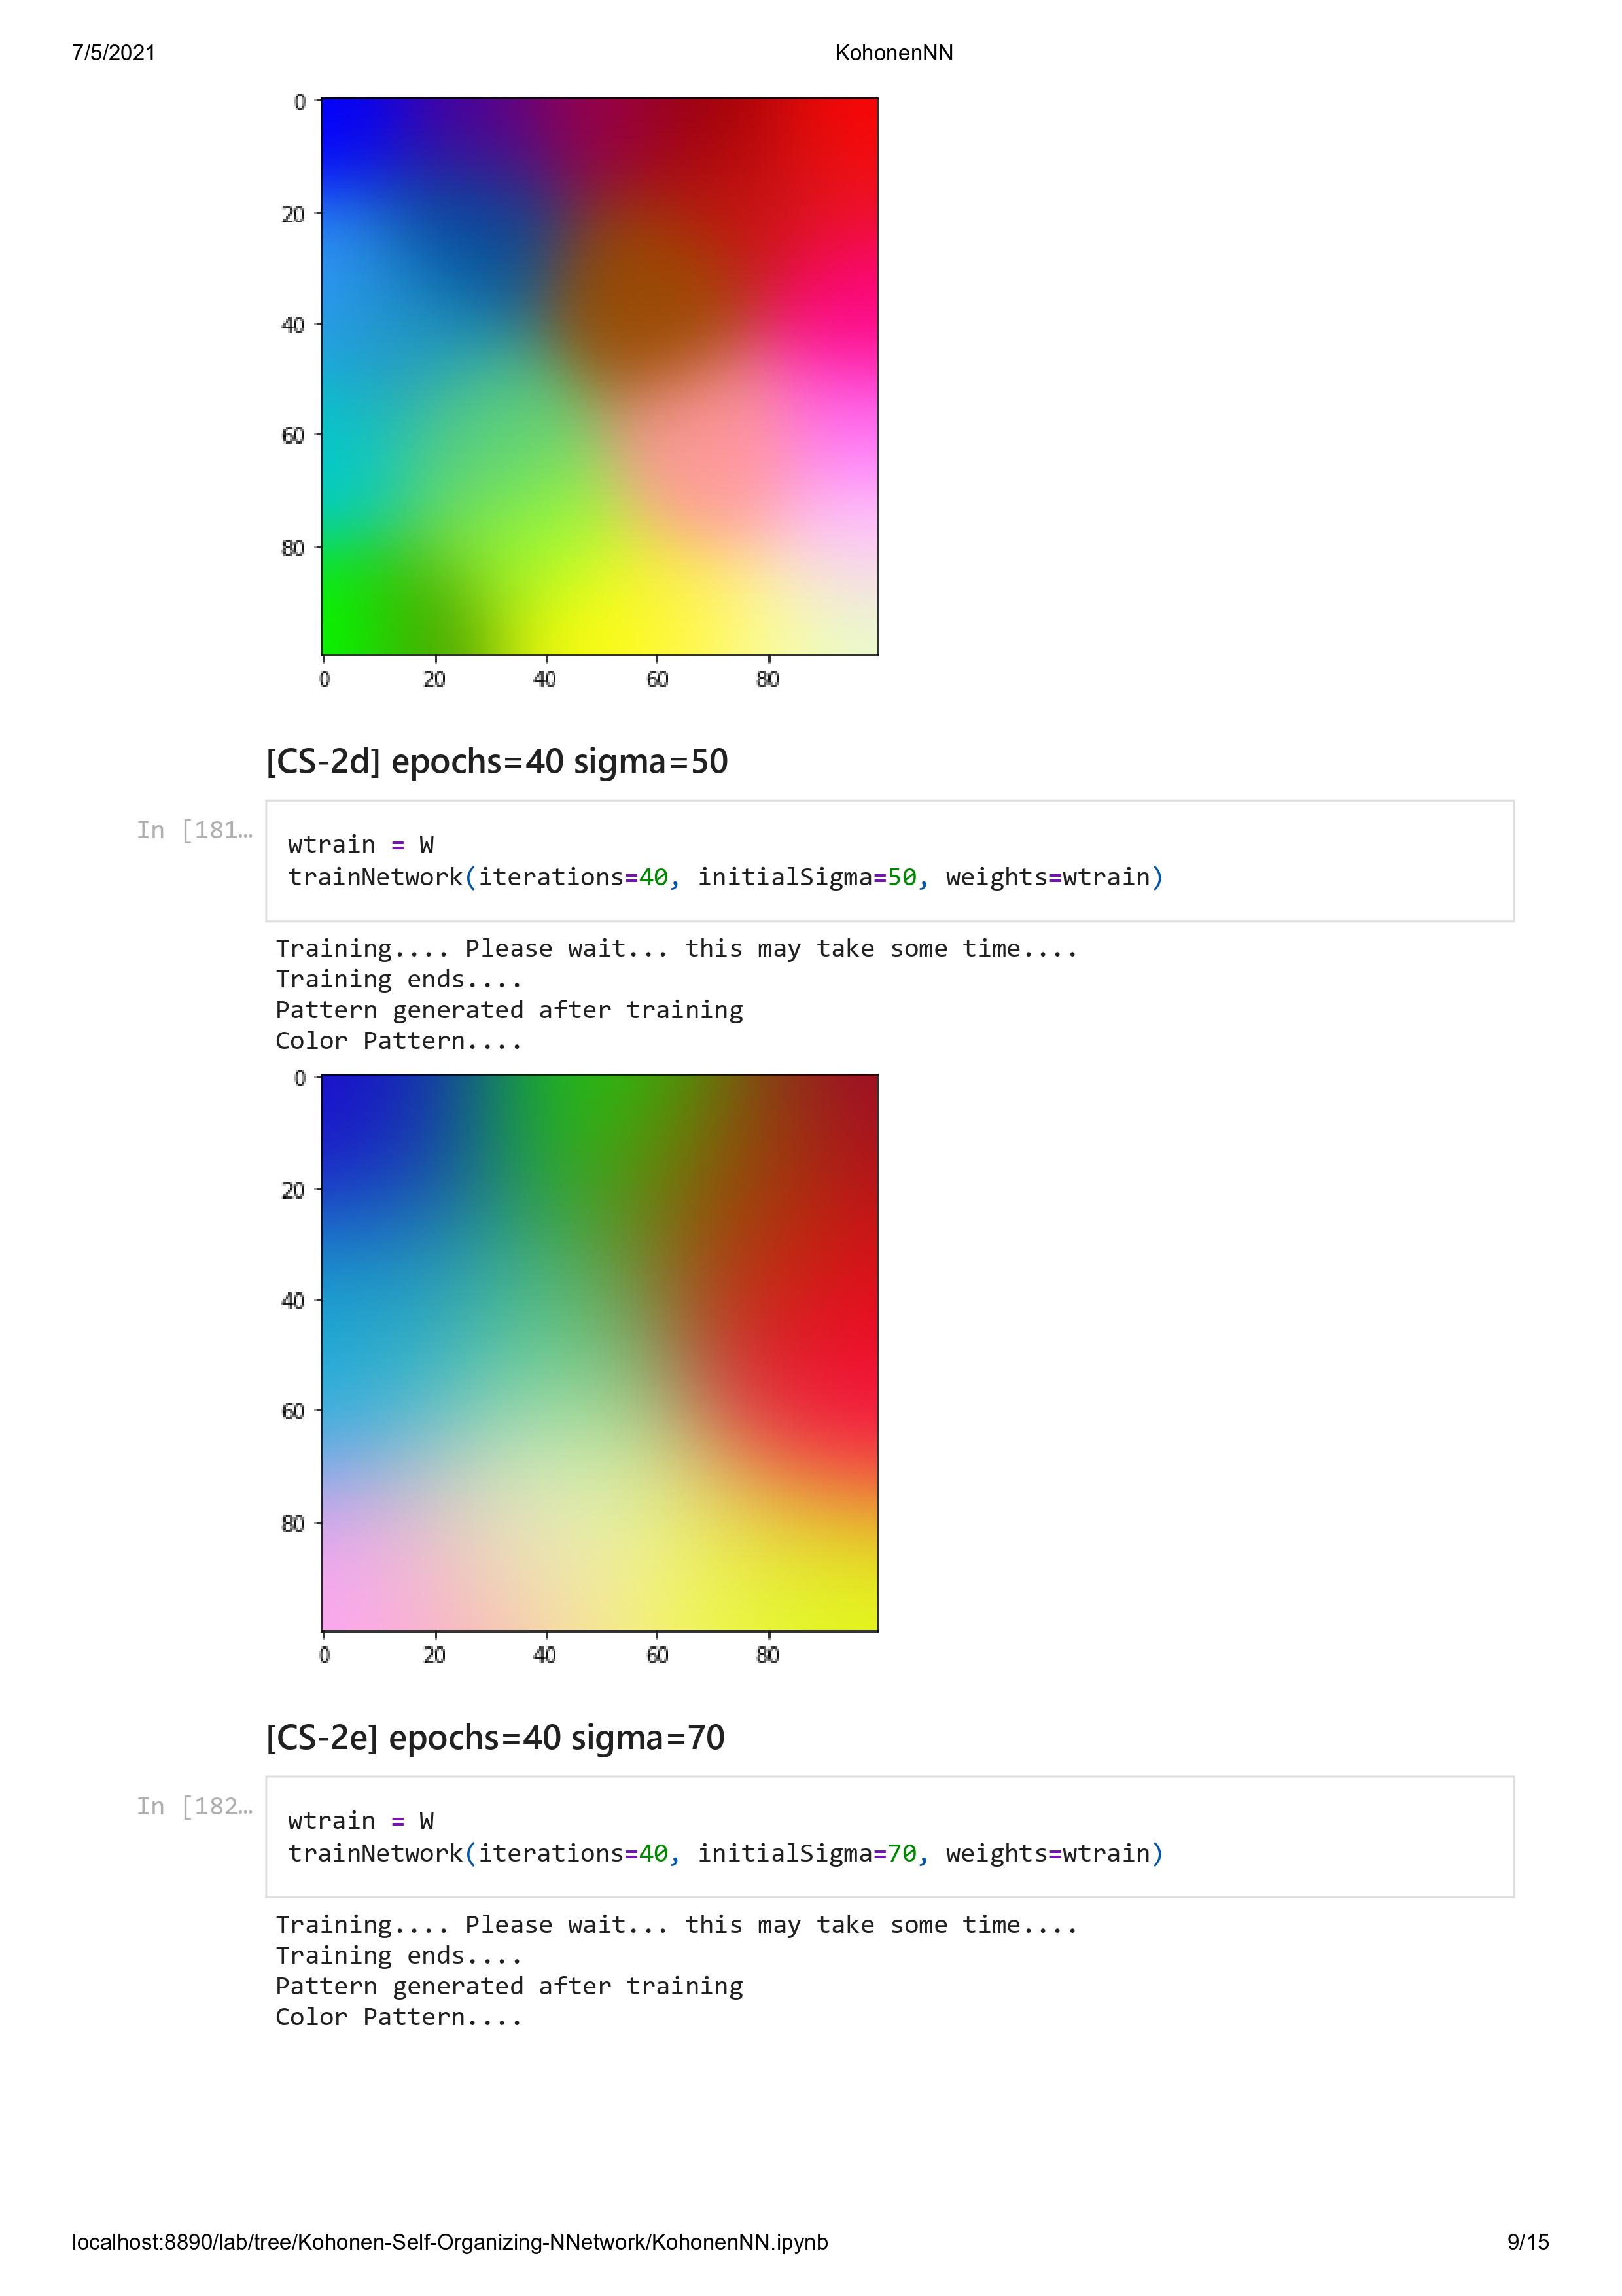 7/5/2021 KohonenNN
0
20
40
60
80
0 20 40 60 80
[CS-2d] epochs=40 sigma=50
In [181…
wtrain = W
trainNetwork(iterations=40, initialSigma=50, weights=wtrain)
Training.... Please wait... this may take some time....
Training ends....
Pattern generated after training
Color Pattern....
0
20
40
60
80
0 20 40 60 80
[CS-2e] epochs=40 sigma=70
In [182…
wtrain = W
trainNetwork(iterations=40, initialSigma=70, weights=wtrain)
Training.... Please wait... this may take some time....
Training ends....
Pattern generated after training
Color Pattern....
localhost:8890/lab/tree/Kohonen-Self-Organizing-NNetwork/KohonenNN.ipynb 9/15